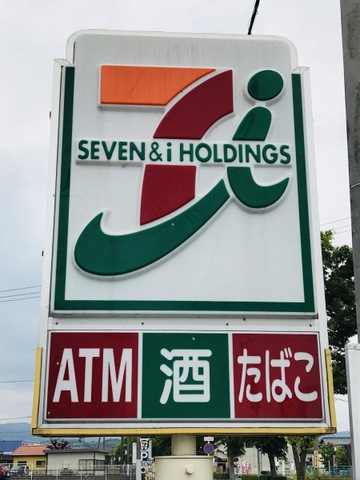 SEVEN&i HOLDINGS
ATM 酒 たばこ